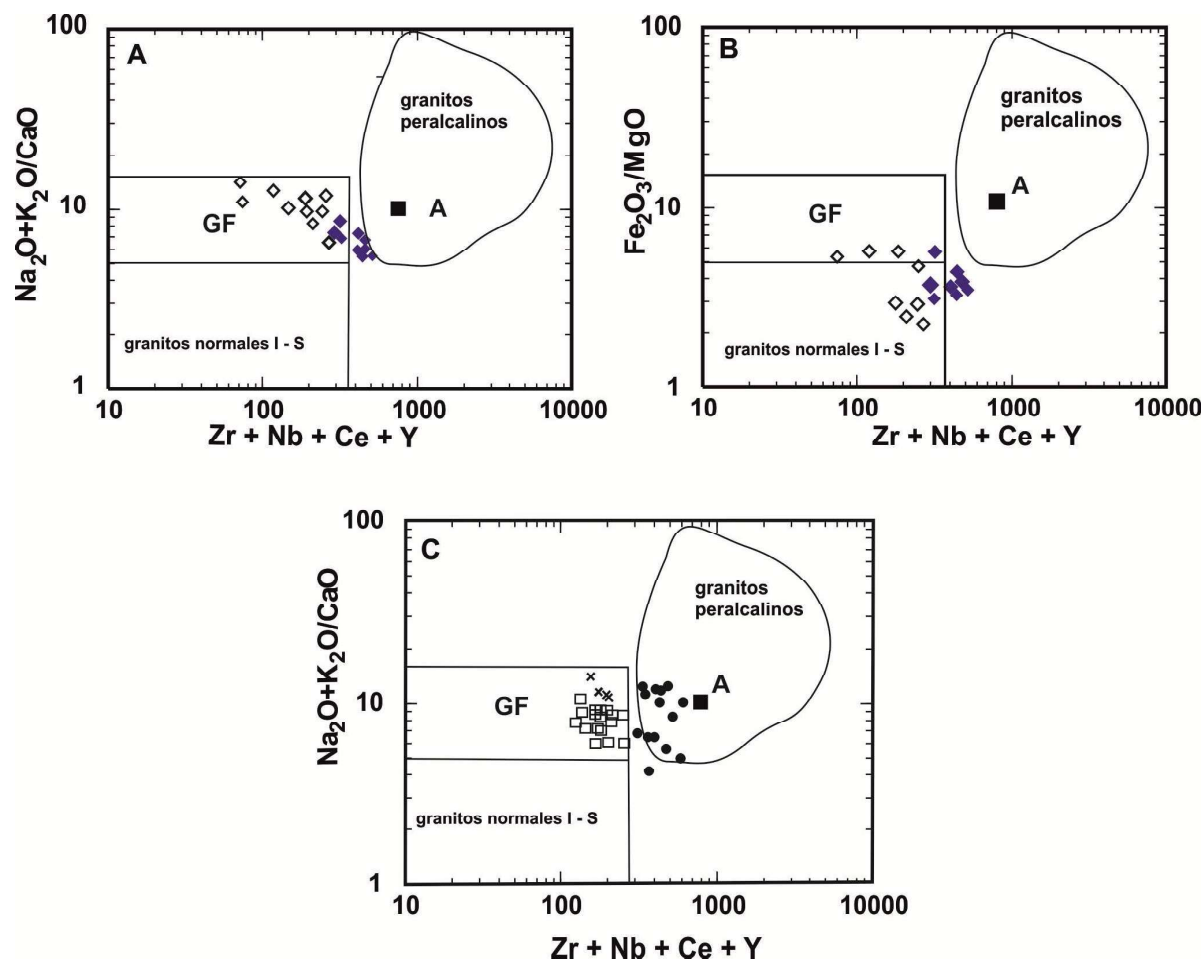 A
100
10
1
Na2O+K2O/CaO
granitos
peralcalinos
A
GF
granitos normales I - S
10 100 1000 10000
Zr + Nb + Ce + Y
B
100
10
1
Fe2O3/MgO
granitos
peralcalinos
A
GF
granitos normales I - S
10 100 1000 10000
Zr + Nb + Ce + Y
C
100
10
1
Na2O+K2O/CaO
granitos
peralcalinos
A
GF
granitos normales I - S
10 100 1000 10000
Zr + Nb + Ce + Y